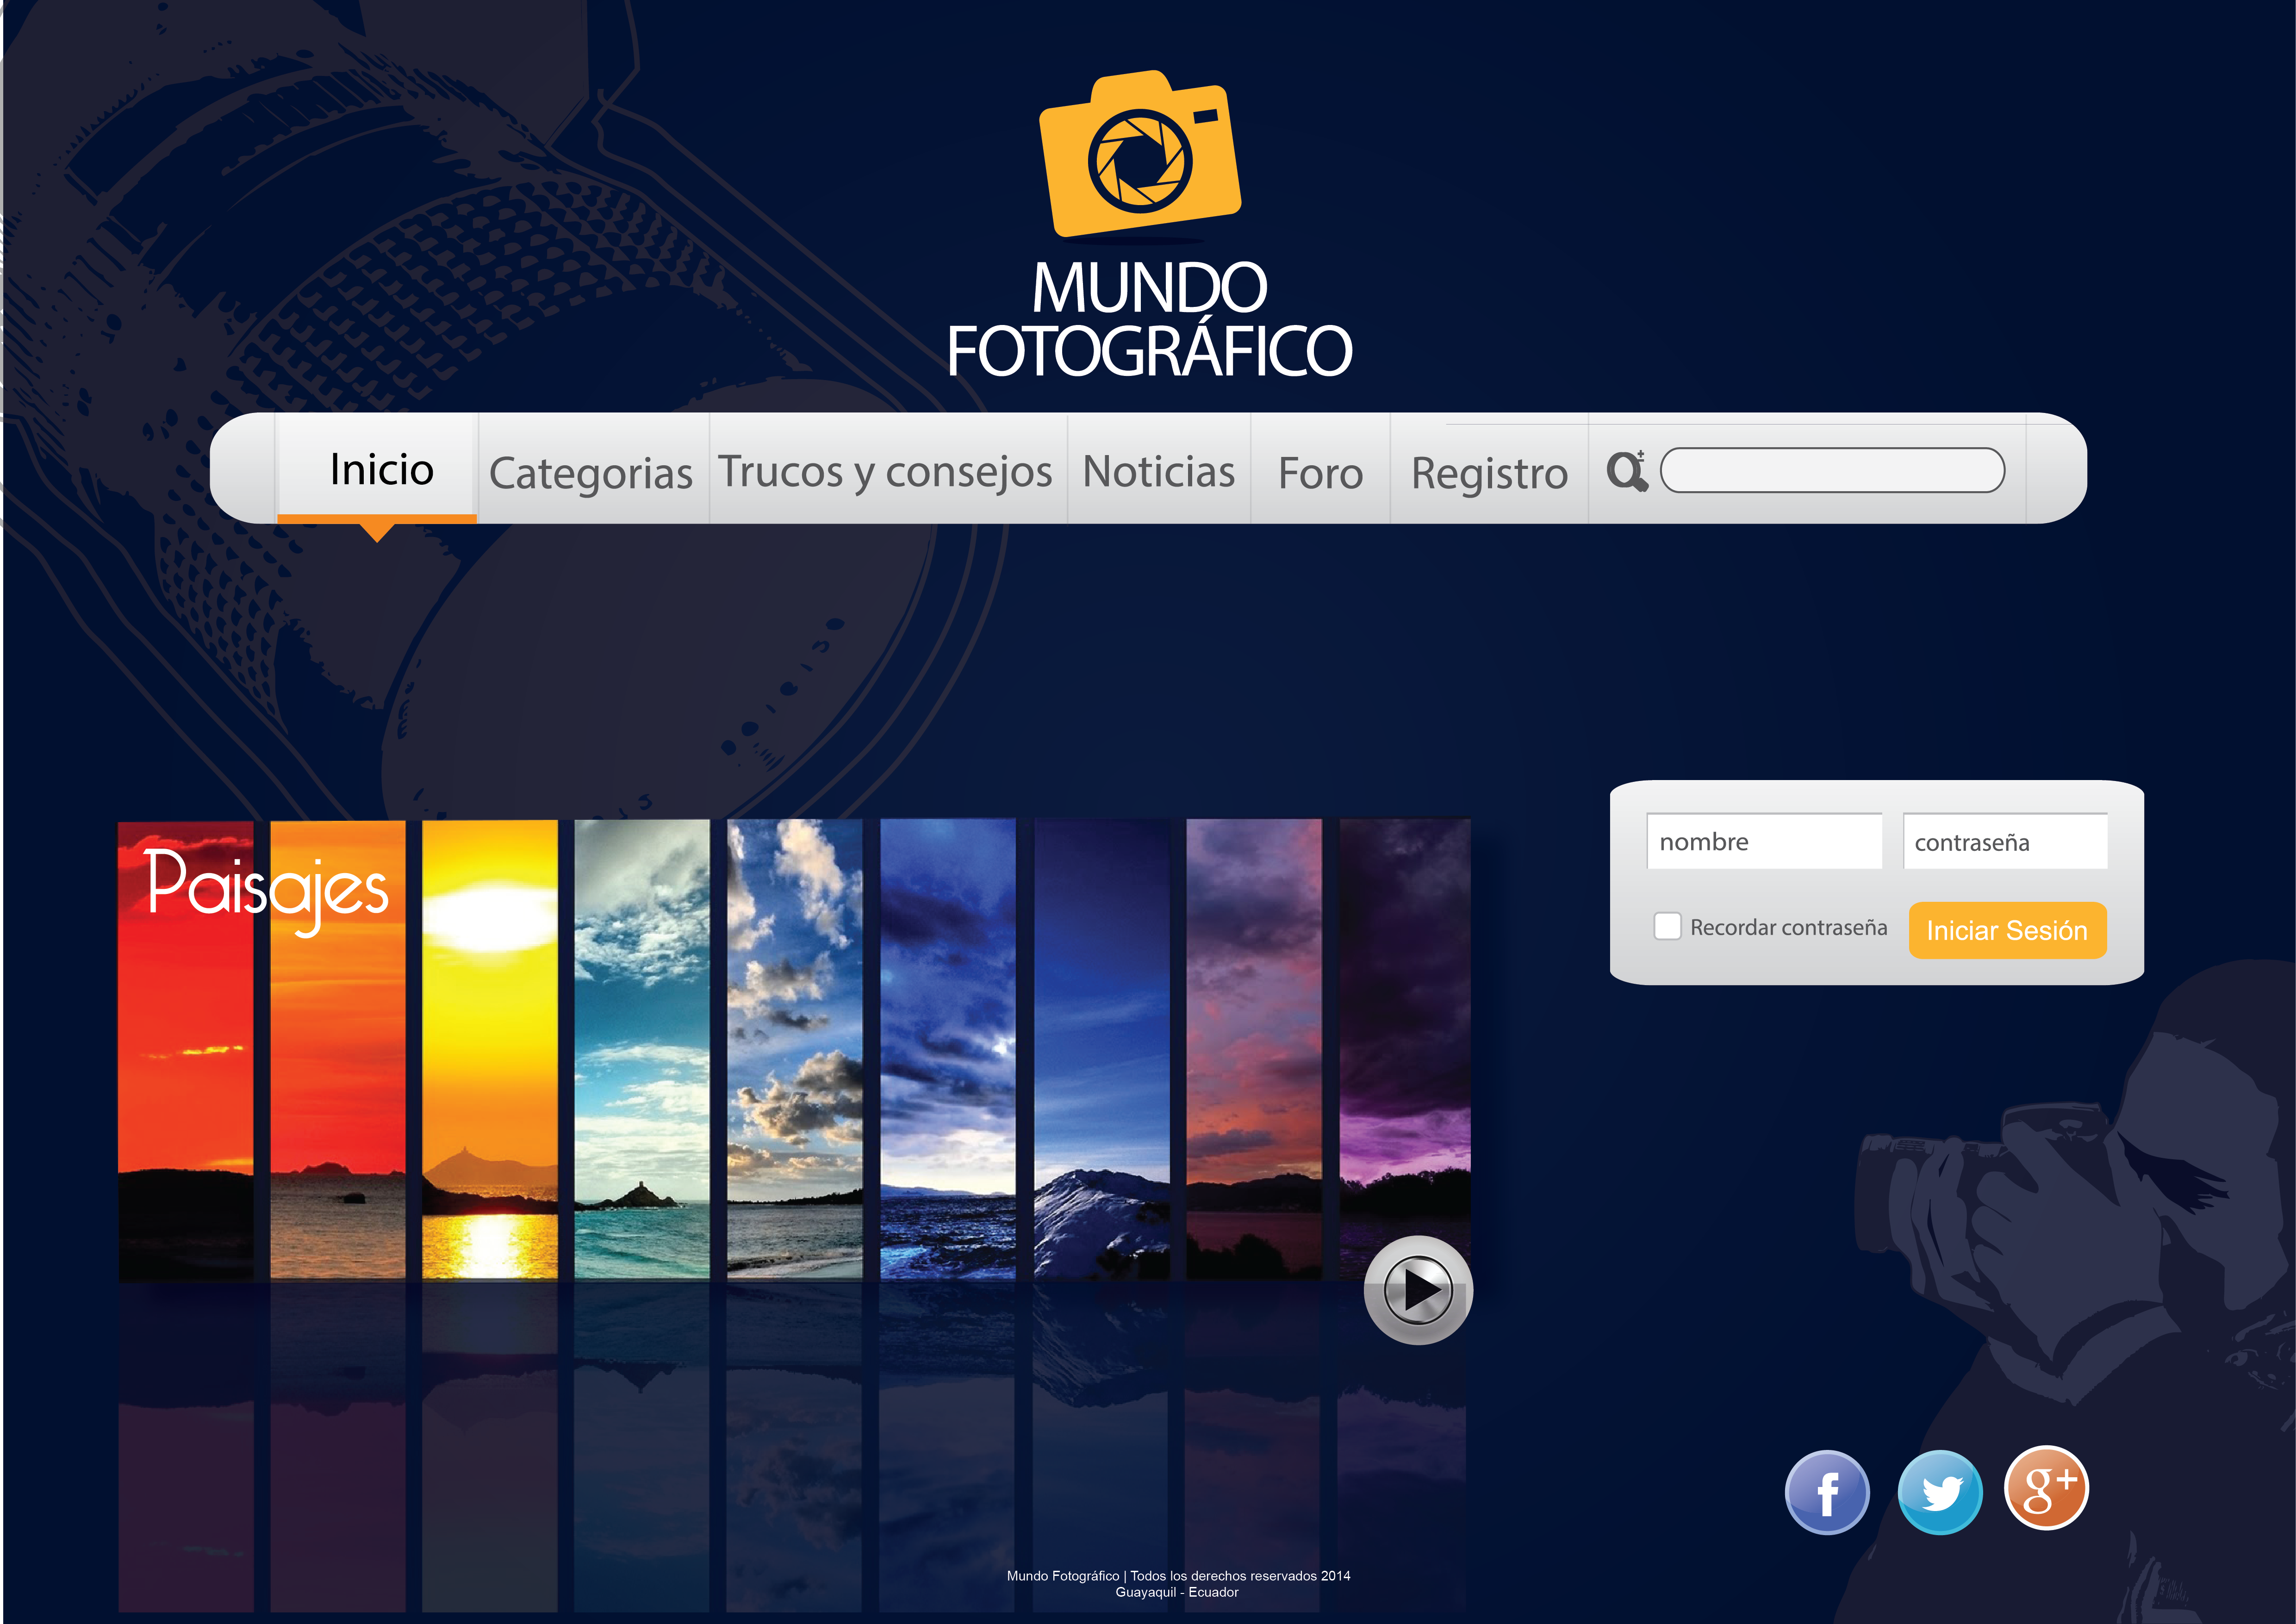 MUNDO
FOTOGRÁFICO
Inicio
Categorias
Trucos y consejos
Noticias
Foro
Registro
nombre
contraseña
Recordar contraseña
Iniciar Sesión
Paisajes
f
g+
Mundo Fotográfico | Todos los derechos reservados 2014
Guayaquil - Ecuador